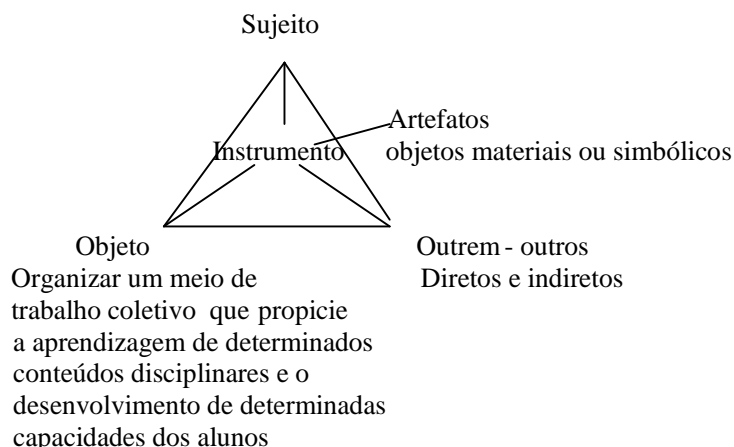 Sujeito
Artefatos
Instrumento
objetos materiais ou simbólicos
Objeto
Organizar um meio de
trabalho coletivo que propicie
a aprendizagem de determinados
conteúdos disciplinares e o
desenvolvimento de determinadas
capacidades dos alunos
Outrem - outros
Diretos e indiretos